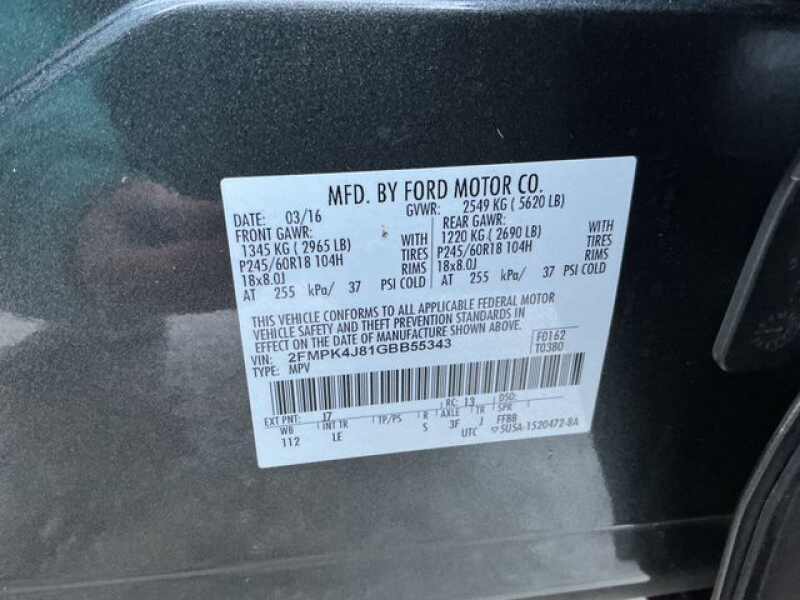 MFD. BY FORD MOTOR CO.
DATE: 03/16 GVWR: 2549 KG ( 5620 LB)
FRONT GAWR: REAR GAWR:
1345 KG ( 2965 LB) WITH 1220 KG ( 2690 LB) WITH
P245/60R18 104H TIRES P245/60R18 104H TIRES
18x8.0J RIMS 18x8.0J RIMS
AT 255 kPa/ 37 PSI COLD AT 255 kPa/ 37 PSI COLD
THIS VEHICLE CONFORMS TO ALL APPLICABLE FEDERAL MOTOR
VEHICLE SAFETY AND THEFT PREVENTION STANDARDS IN
EFFECT ON THE DATE OF MANUFACTURE SHOWN ABOVE.
VIN: 2FMPK4J81GBB55343 F0162
TYPE: MPV T0380
EXT PNT: J7 RC: 13 DSO:
WB INT TR TP/PS R AXLE TR SPR
112 LE S 3F J FFBB
UTC 5U5A-1520472-BA